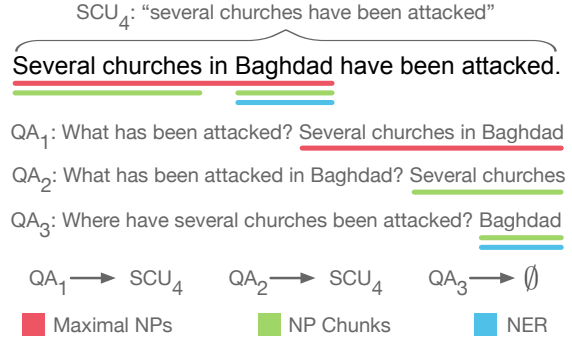 SCU₄: “several churches have been attacked”
Several churches in Baghdad have been attacked.
QA₁: What has been attacked? Several churches in Baghdad
QA₂: What has been attacked in Baghdad? Several churches
QA₃: Where have several churches been attacked? Baghdad
QA₁ ⟶ SCU₄ QA₂ ⟶ SCU₄ QA₃ ⟶ ∅
Maximal NPs NP Chunks NER